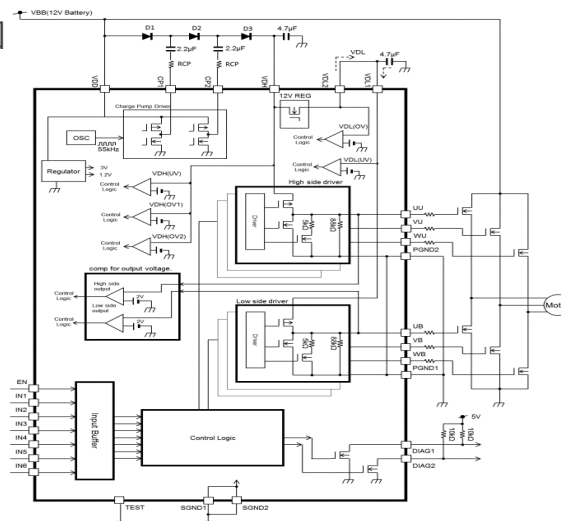 VBB(12V Battery)
D1
D2
D3
4.7μF
VDL
4.7μF
2.2μF
2.2μF
RCP
RCP
VDD
CP1
CP2
VDH
VDL2
VDL1
12V REG
Charge Pump Driver
OSC
55kHz
VDL(OV)
Control Logic
Regulator
3V
1.2V
VDL(UV)
Control Logic
Control Logic
VDH(UV)
High side driver
Control Logic
VDH(OV1)
Control Logic
VDH(OV2)
Driver
5kΩ
88kΩ
UU
VU
WU
PGND2
comp for output voltage.
High side output
Control Logic
2V
Low side output
Control Logic
2V
Low side driver
Driver
5kΩ
88kΩ
UB
VB
WB
PGND1
Mot
EN
IN1
IN2
IN3
IN4
IN5
IN6
Input Buffer
Control Logic
5V
10kΩ
10kΩ
DIAG1
DIAG2
TEST
SGND1
SGND2